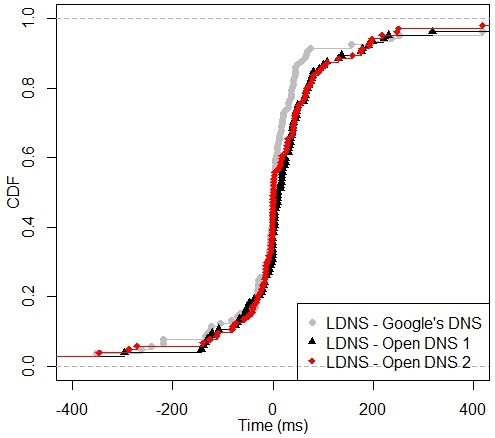 1.0
0.8
0.6
0.4
0.2
0.0
CDF
LDNS - Google's DNS
LDNS - Open DNS 1
LDNS - Open DNS 2
-400 -200 0 200 400
Time (ms)